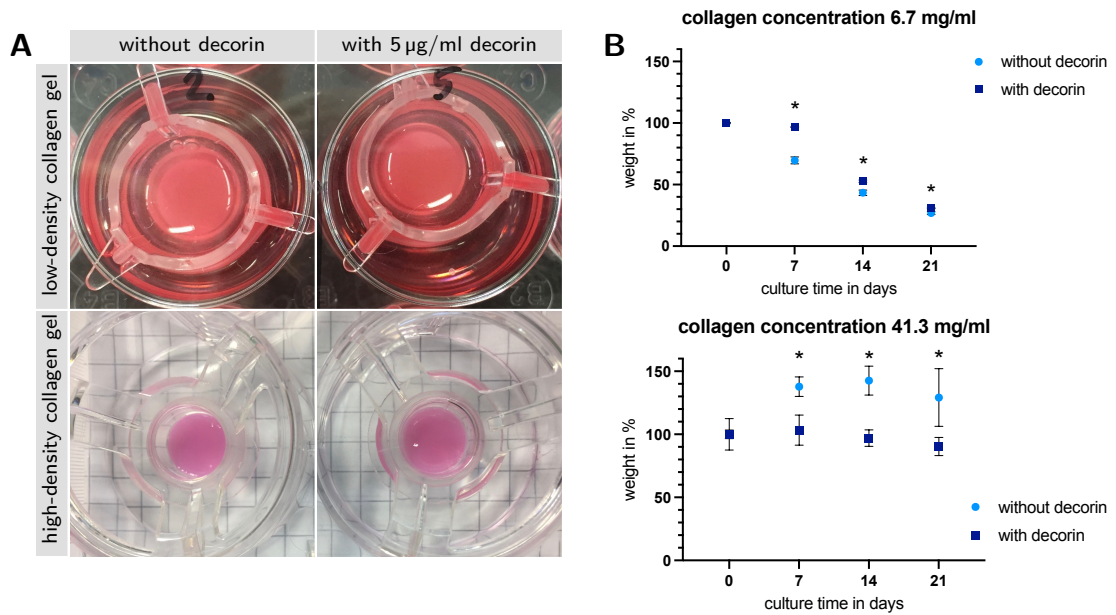 A
without decorin
with 5 µg/ml decorin
low-density collagen gel
high-density collagen gel
2
5
B
collagen concentration 6.7 mg/ml
weight in %
150
100
50
0
0 7 14 21
culture time in days
* * *
without decorin
with decorin
collagen concentration 41.3 mg/ml
weight in %
150
100
50
0
0 7 14 21
culture time in days
* * *
without decorin
with decorin